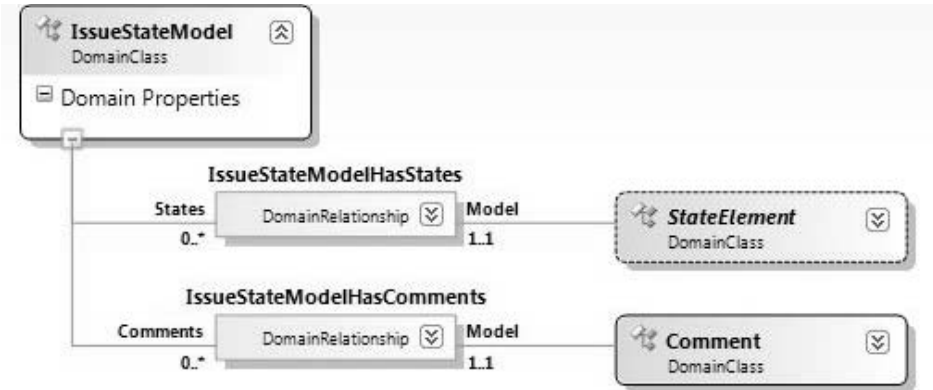 IssueStateModel
DomainClass
Domain Properties
IssueStateModelHasStates
States DomainRelationship Model
0..* 1..1
StateElement
DomainClass
IssueStateModelHasComments
Comments DomainRelationship Model
0..* 1..1
Comment
DomainClass